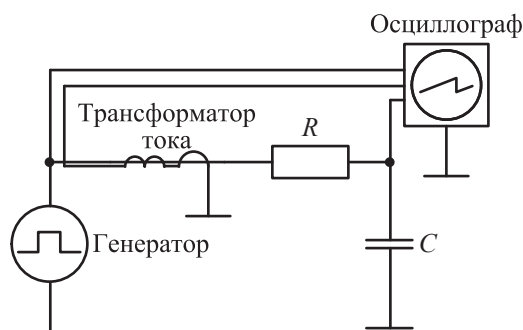 Осциллограф
Трансформатор
тока
R
Генератор
C